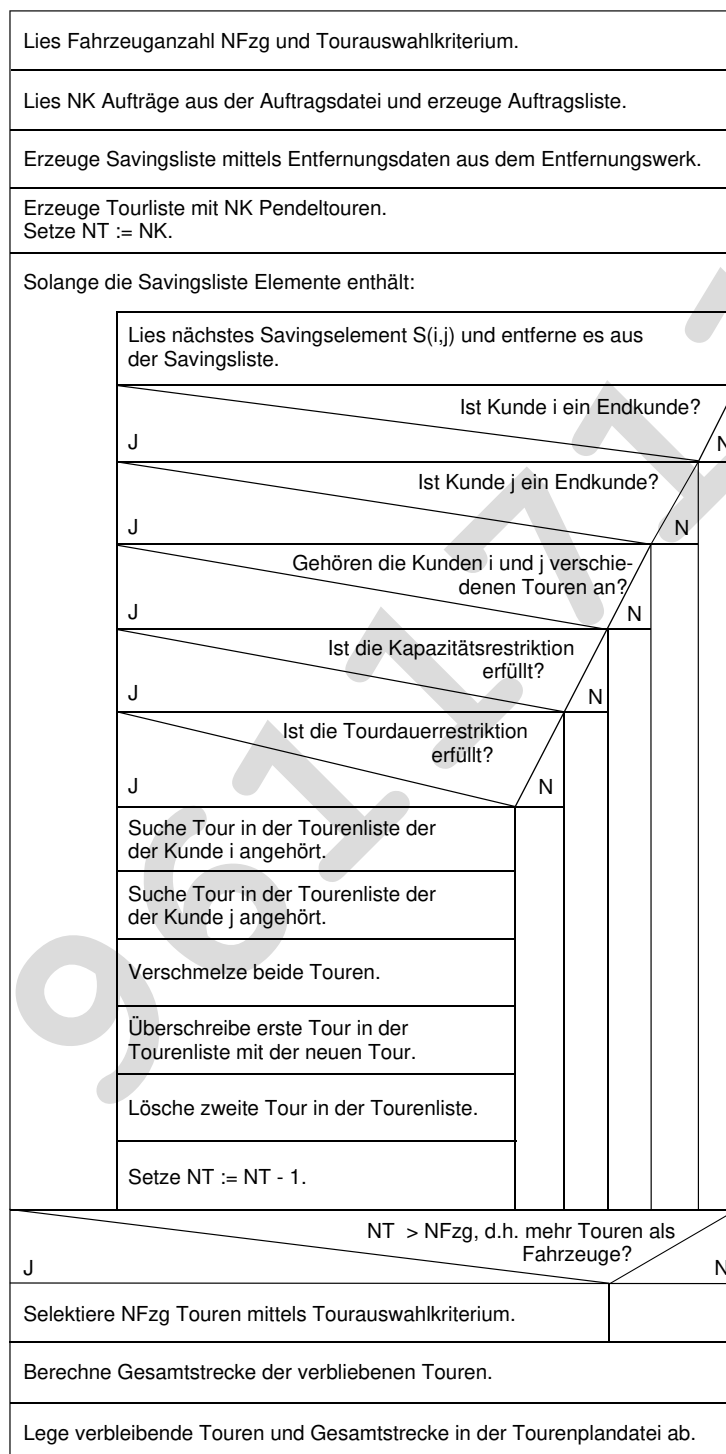 Lies Fahrzeuganzahl NFzg und Tourauswahlkriterium.
Lies NK Aufträge aus der Auftragsdatei und erzeuge Auftragsliste.
Erzeuge Savingsliste mittels Entfernungsdaten aus dem Entfernungswerk.
Erzeuge Tourliste mit NK Pendeltouren.
Setze NT := NK.
Solange die Savingsliste Elemente enthält:
Lies nächstes Savingselement S(i,j) und entferne es aus
der Savingsliste.
Ist Kunde i ein Endkunde?
J N
Ist Kunde j ein Endkunde?
J N
Gehören die Kunden i und j verschie-
denen Touren an?
J N
Ist die Kapazitätsrestriktion
erfüllt?
J N
Ist die Tourdauerrestriktion
erfüllt?
J N
Suche Tour in der Tourenliste der
der Kunde i angehört.
Suche Tour in der Tourenliste der
der Kunde j angehört.
Verschmelze beide Touren.
Überschreibe erste Tour in der
Tourenliste mit der neuen Tour.
Lösche zweite Tour in der Tourenliste.
Setze NT := NT - 1.
NT > NFzg, d.h. mehr Touren als
Fahrzeuge?
J N
Selektiere NFzg Touren mittels Tourauswahlkriterium.
Berechne Gesamtstrecke der verbliebenen Touren.
Lege verbleibende Touren und Gesamtstrecke in der Tourenplandatei ab.